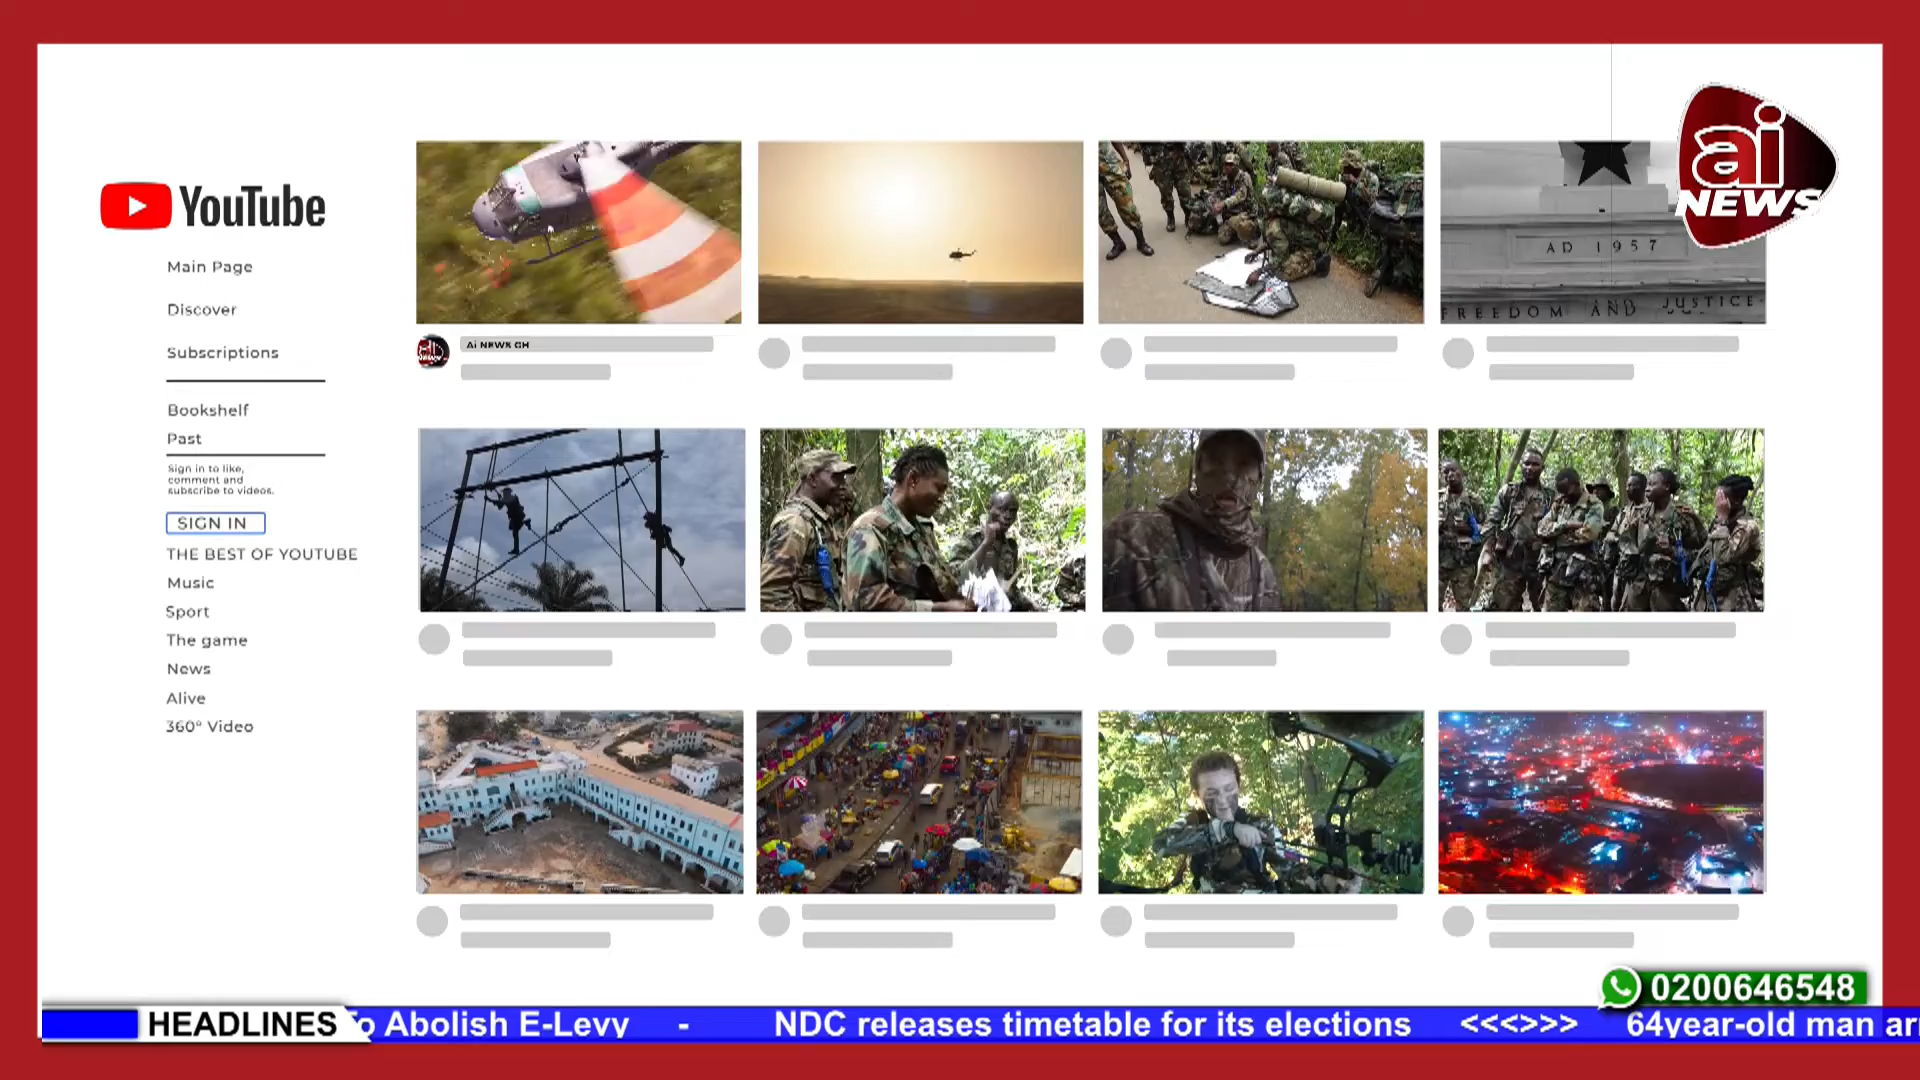 YouTube
Main Page
Discover
Subscriptions
Bookshelf
Past
Sign in to like,
comment and
subscribe to videos.
SIGN IN
THE BEST OF YOUTUBE
Music
Sport
The game
News
Alive
360° Video
Ai NEWS GH
AD 1957
FREEDOM AND JUSTICE
ai
NEWS
0200646548
HEADLINES
To Abolish E-Levy - NDC releases timetable for its elections <<<>>> 64year-old man